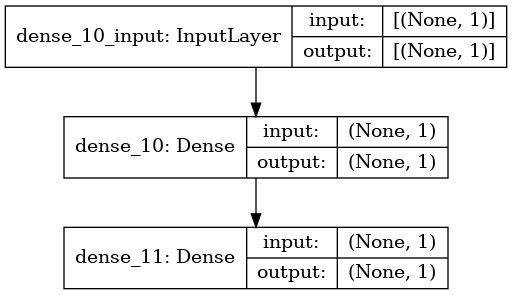 dense_10_input: InputLayer
input: [(None, 1)]
output: [(None, 1)]
dense_10: Dense
input: (None, 1)
output: (None, 1)
dense_11: Dense
input: (None, 1)
output: (None, 1)